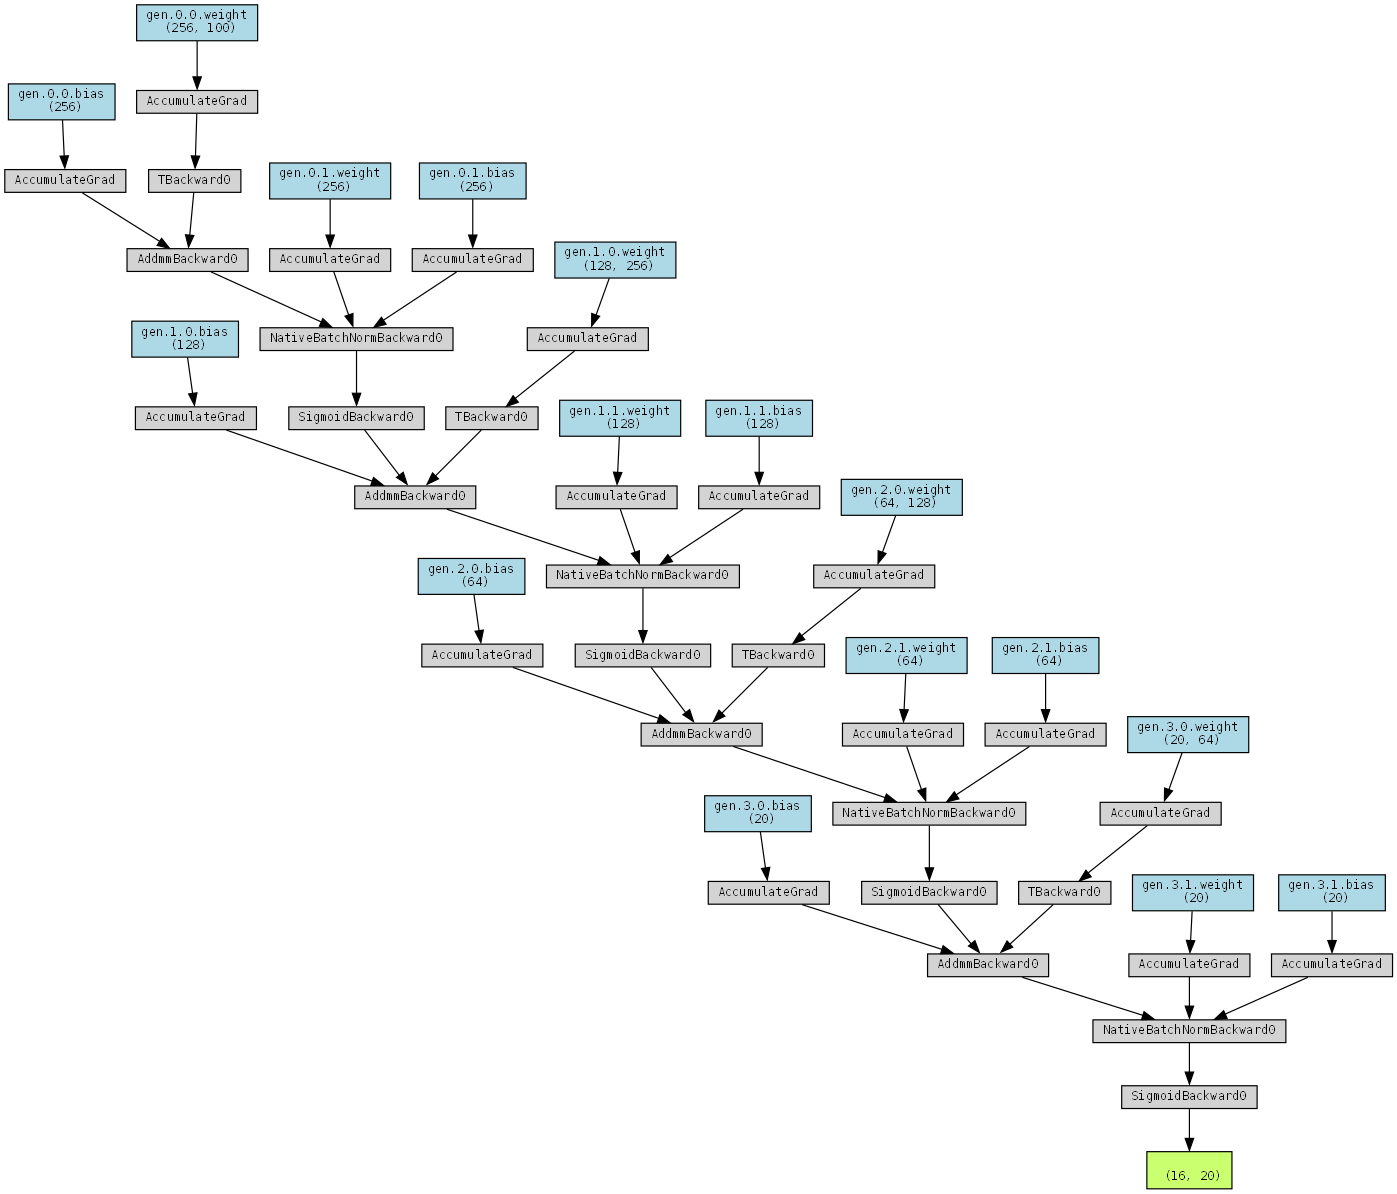 gen.0.0.weight
(256, 100)
gen.0.0.bias
(256)
AccumulateGrad
AccumulateGrad
TBackward0
gen.0.1.weight
(256)
gen.0.1.bias
(256)
AddmmBackward0
AccumulateGrad
AccumulateGrad
gen.1.0.weight
(128, 256)
gen.1.0.bias
(128)
NativeBatchNormBackward0
AccumulateGrad
AccumulateGrad
SigmoidBackward0
TBackward0
gen.1.1.weight
(128)
gen.1.1.bias
(128)
AddmmBackward0
AccumulateGrad
AccumulateGrad
gen.2.0.weight
(64, 128)
gen.2.0.bias
(64)
NativeBatchNormBackward0
AccumulateGrad
AccumulateGrad
SigmoidBackward0
TBackward0
gen.2.1.weight
(64)
gen.2.1.bias
(64)
AddmmBackward0
AccumulateGrad
AccumulateGrad
gen.3.0.weight
(20, 64)
gen.3.0.bias
(20)
NativeBatchNormBackward0
AccumulateGrad
AccumulateGrad
SigmoidBackward0
TBackward0
gen.3.1.weight
(20)
gen.3.1.bias
(20)
AddmmBackward0
AccumulateGrad
AccumulateGrad
NativeBatchNormBackward0
SigmoidBackward0
(16, 20)